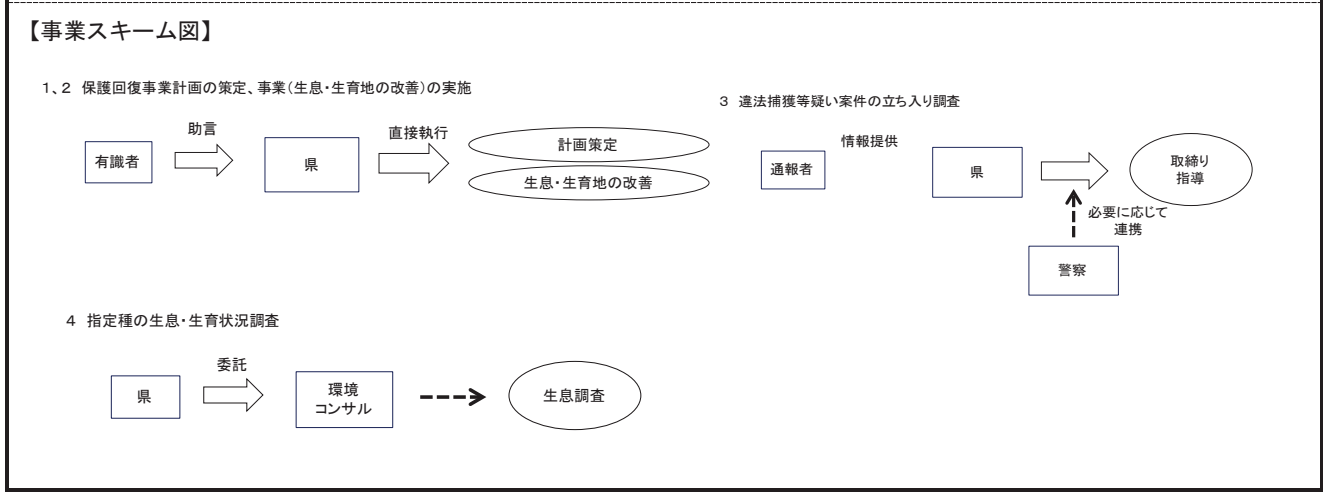 【事業スキーム図】
1、2 保護回復事業計画の策定、事業(生息・生育地の改善)の実施
有識者
助言
県
直接執行
計画策定
生息・生育地の改善
3 違法捕獲等疑い案件の立ち入り調査
通報者
情報提供
県
取締り
指導
必要に応じて
連携
警察
4 指定種の生息・生育状況調査
県
委託
環境
コンサル
生息調査